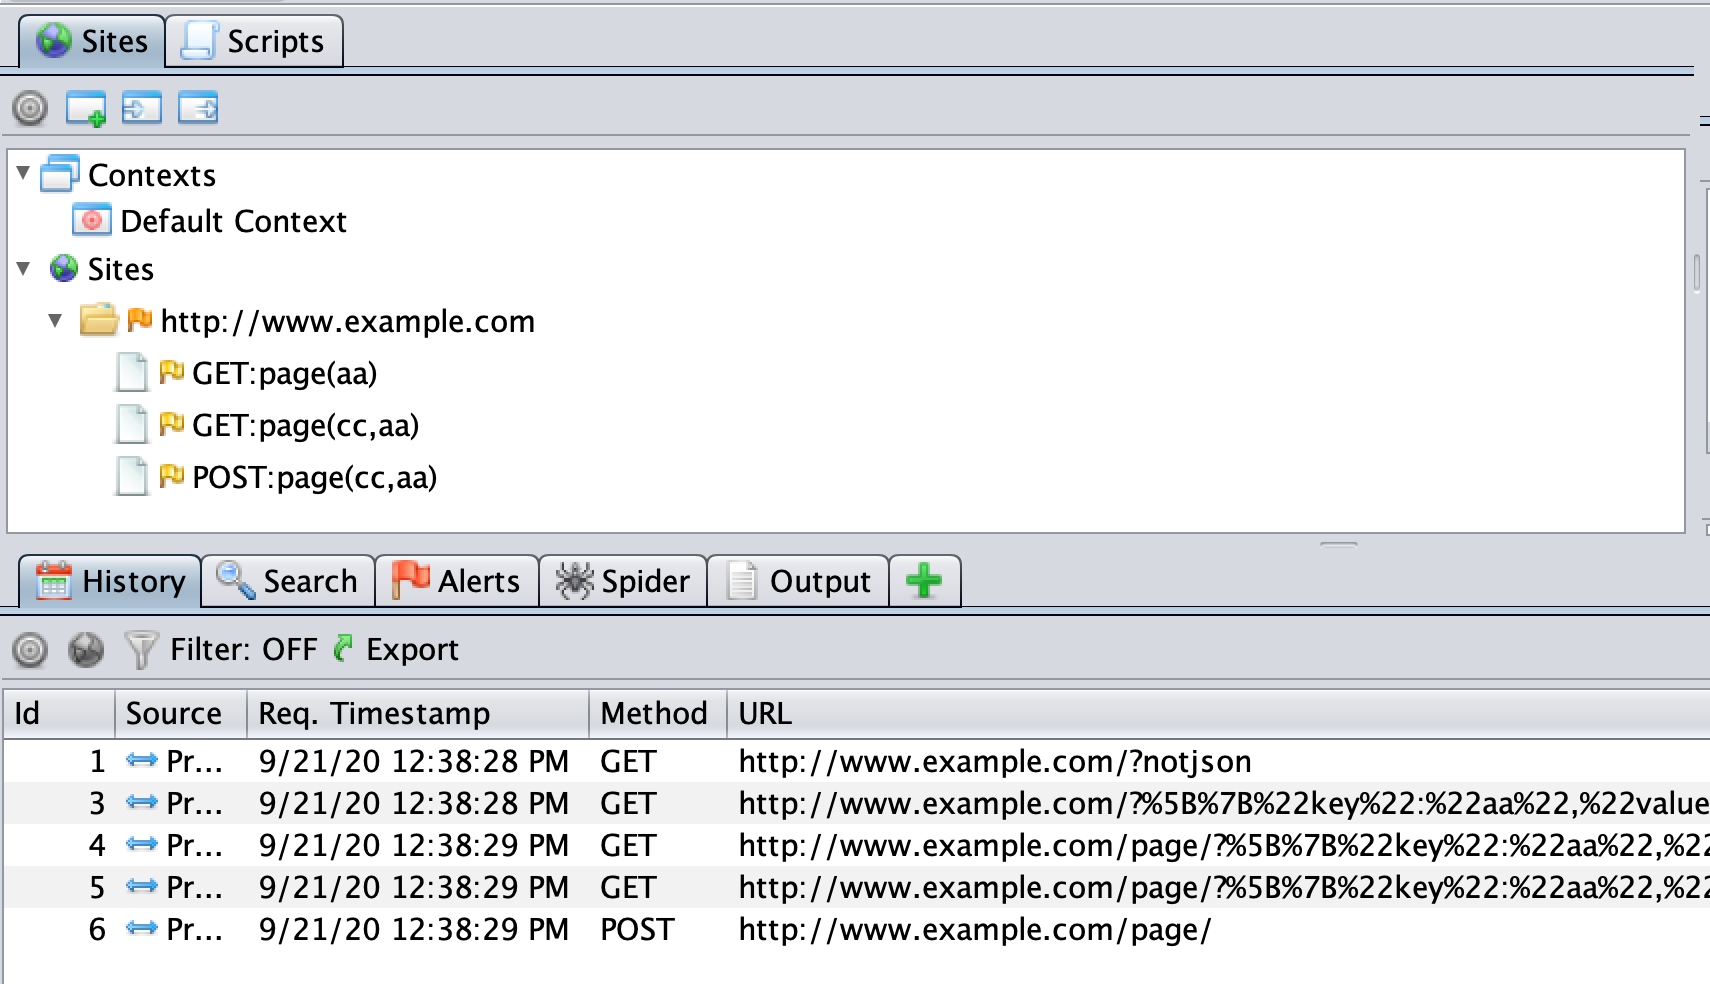 Sites Scripts
Contexts
Default Context
Sites
http://www.example.com
GET:page(aa)
GET:page(cc,aa)
POST:page(cc,aa)
History Search Alerts Spider Output
Filter: OFF Export
Id Source Req. Timestamp Method URL
1 Pr... 9/21/20 12:38:28 PM GET http://www.example.com/?notjson
3 Pr... 9/21/20 12:38:28 PM GET http://www.example.com/?%5B%7B%22key%22:%22aa%22,%22value
4 Pr... 9/21/20 12:38:29 PM GET http://www.example.com/page/?%5B%7B%22key%22:%22aa%22,%22
5 Pr... 9/21/20 12:38:29 PM GET http://www.example.com/page/?%5B%7B%22key%22:%22aa%22,%22
6 Pr... 9/21/20 12:38:29 PM POST http://www.example.com/page/